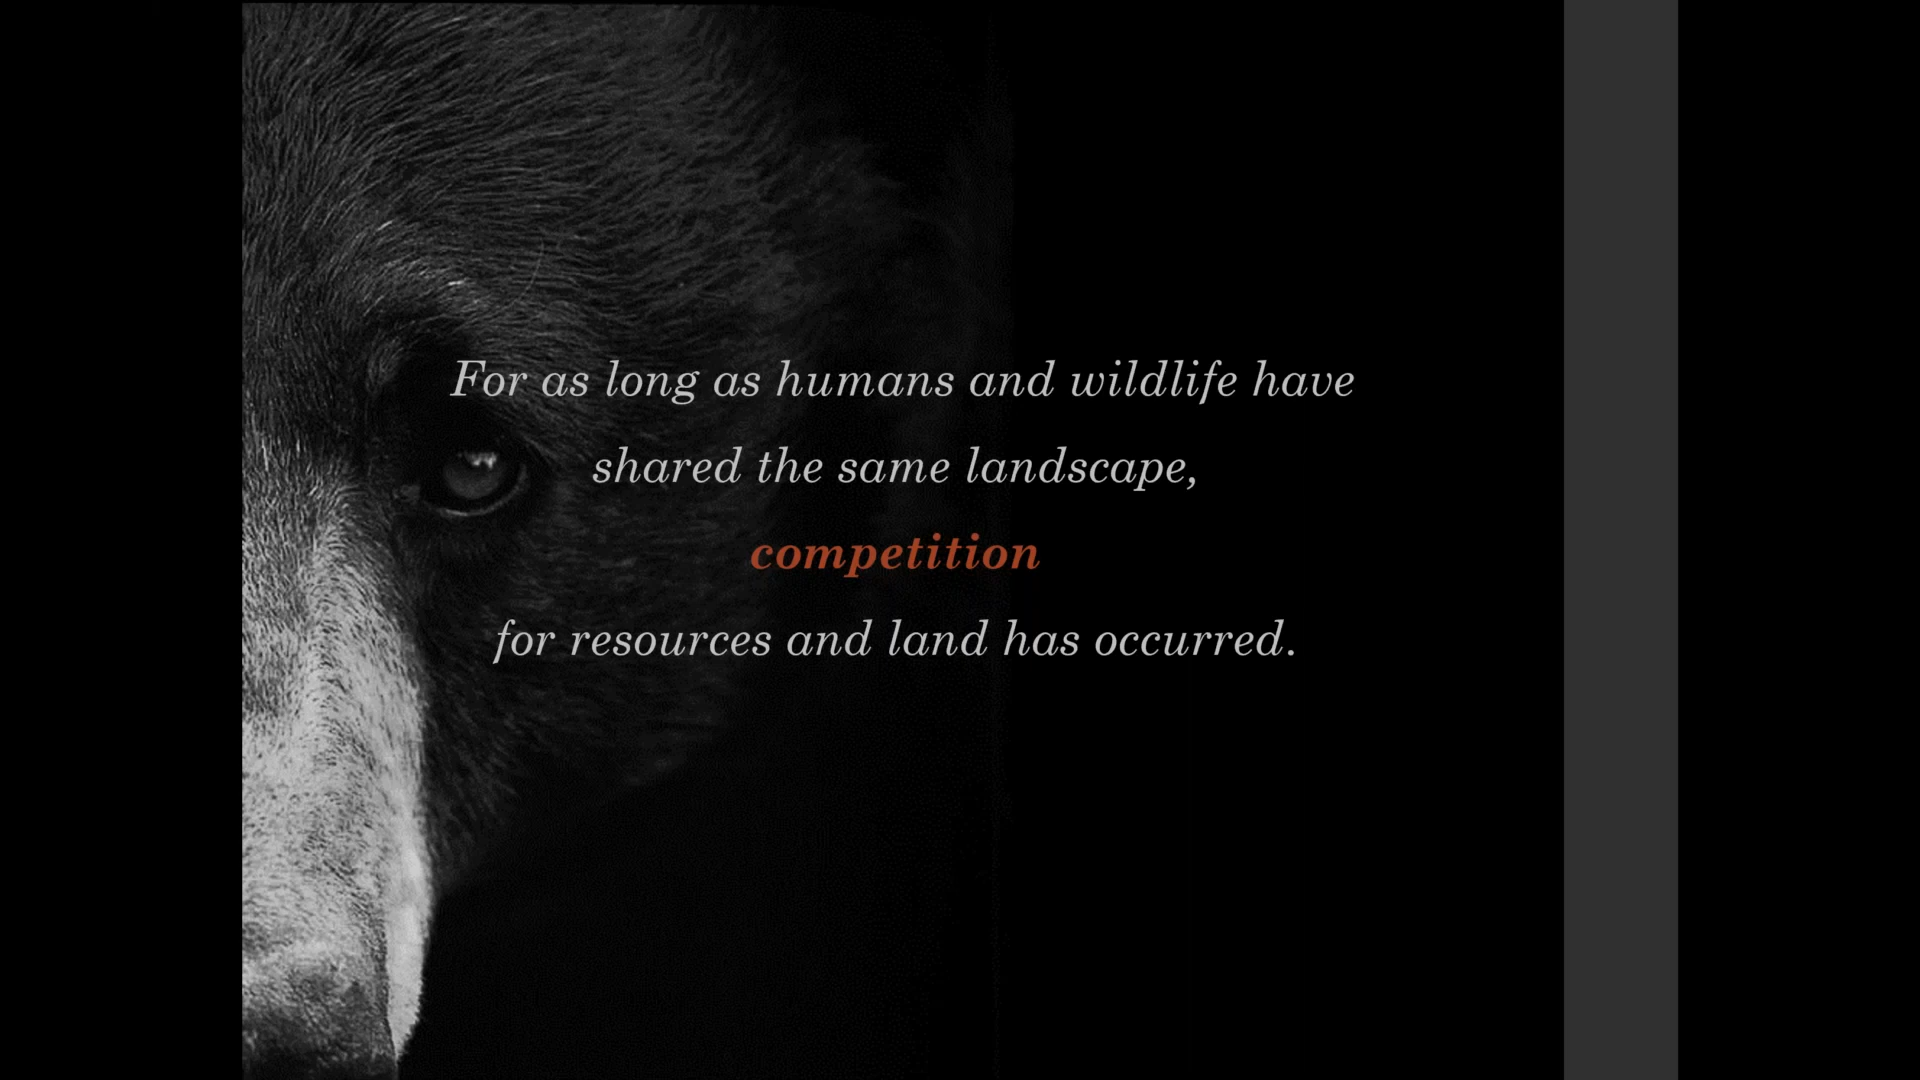 For as long as humans and wildlife have
shared the same landscape,
competition
for resources and land has occurred.